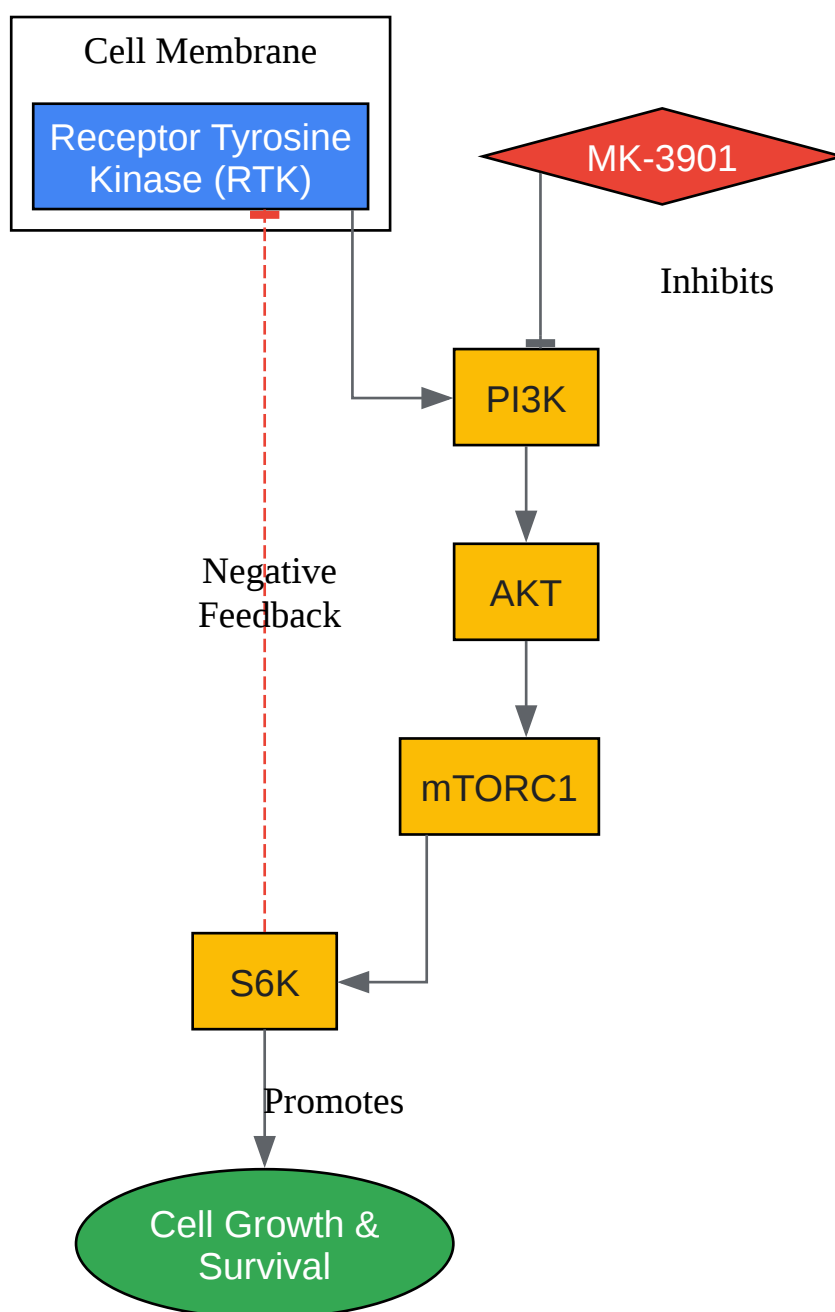 Cell Membrane
Receptor Tyrosine
Kinase (RTK)
MK-3901
Inhibits
PI3K
Negative
Feedback
AKT
mTORC1
S6K
Promotes
Cell Growth &
Survival